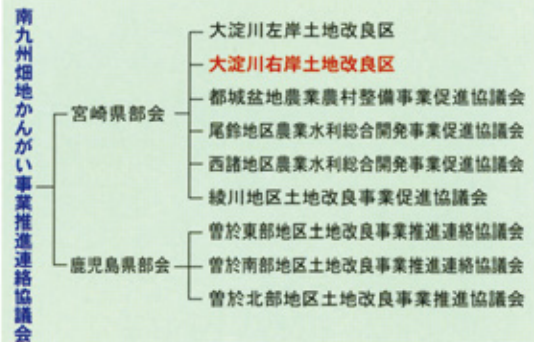 南九州畑地かんがい事業推進連絡協議会
宮崎県部会
大淀川左岸土地改良区
大淀川右岸土地改良区
都城盆地農業農村整備事業促進協議会
尾鈴地区農業水利総合開発事業促進協議会
西諸地区農業水利総合開発事業促進協議会
綾川地区土地改良事業促進協議会
鹿児島県部会
曽於東部地区土地改良事業推進連絡協議会
曽於南部地区土地改良事業推進連絡協議会
曽於北部地区土地改良事業推進協議会